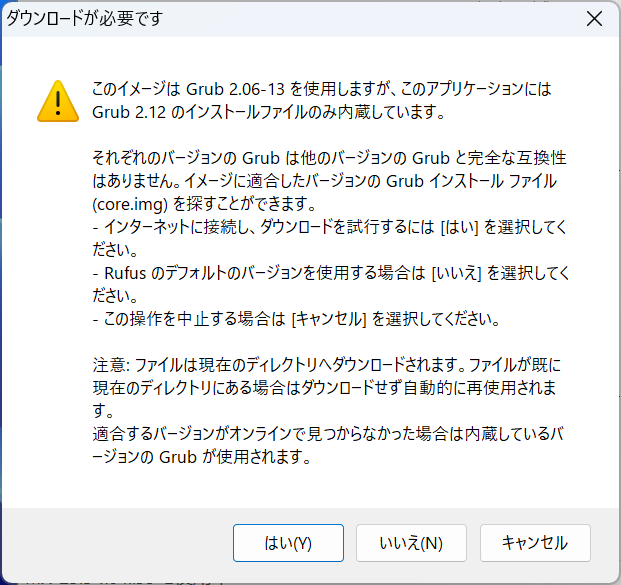 ダウンロードが必要です
このイメージは Grub 2.06-13 を使用しますが、このアプリケーションには
Grub 2.12 のインストールファイルのみ内蔵しています。
それぞれのバージョンの Grub は他のバージョンの Grub と完全な互換性
はありません。イメージに適合したバージョンの Grub インストール ファイル
(core.img) を探すことができます。
- インターネットに接続し、ダウンロードを試行するには [はい] を選択してく
ださい。
- Rufus のデフォルトのバージョンを使用する場合は [いいえ] を選択してく
ださい。
- この操作を中止する場合は [キャンセル] を選択してください。
注意: ファイルは現在のディレクトリへダウンロードされます。ファイルが既に
現在のディレクトリにある場合はダウンロードせず自動的に再使用されま
す。
適合するバージョンがオンラインで見つからなかった場合は内蔵しているバ
ージョンの Grub が使用されます。
はい(Y)
いいえ(N)
キャンセル